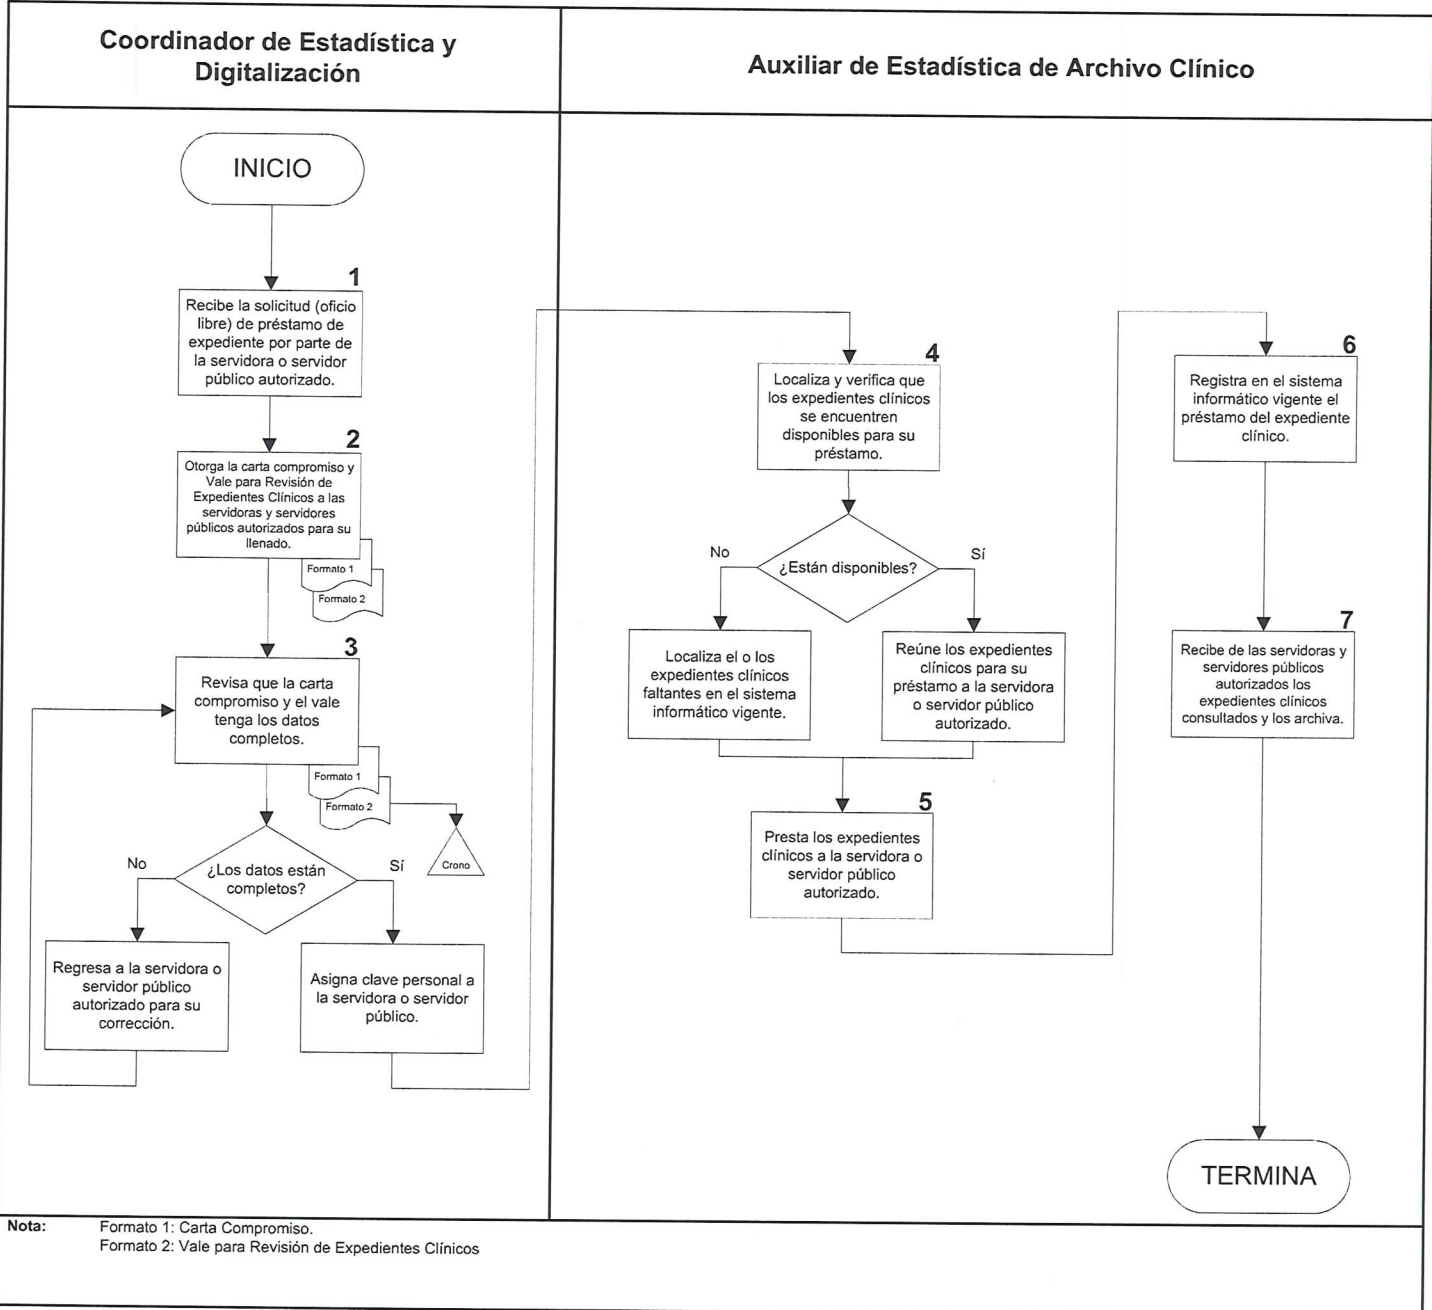 Coordinador de Estadística y
Digitalización
Auxiliar de Estadística de Archivo Clínico
INICIO
1
Recibe la solicitud (oficio
libre) de préstamo de
expediente por parte de
la servidora o servidor
público autorizado.
2
Otorga la carta compromiso y
Vale para Revisión de
Expedientes Clínicos a las
servidoras y servidores
públicos autorizados para su
llenado.
Formato 1
Formato 2
3
Revisa que la carta
compromiso y el vale
tenga los datos
completos.
Formato 1
Formato 2
Crono
¿Los datos están
completos?
No
Sí
Regresa a la servidora o
servidor público
autorizado para su
corrección.
Asigna clave personal a
la servidora o servidor
público.
4
Localiza y verifica que
los expedientes clínicos
se encuentren
disponibles para su
préstamo.
¿Están disponibles?
No
Sí
Localiza el o los
expedientes clínicos
faltantes en el sistema
informático vigente.
Reúne los expedientes
clínicos para su
préstamo a la servidora
o servidor público
autorizado.
5
Presta los expedientes
clínicos a la servidora o
servidor público
autorizado.
6
Registra en el sistema
informático vigente el
préstamo del expediente
clínico.
7
Recibe de las servidoras y
servidores públicos
autorizados los
expedientes clínicos
consultados y los archiva.
TERMINA
Nota: Formato 1: Carta Compromiso.
Formato 2: Vale para Revisión de Expedientes Clínicos